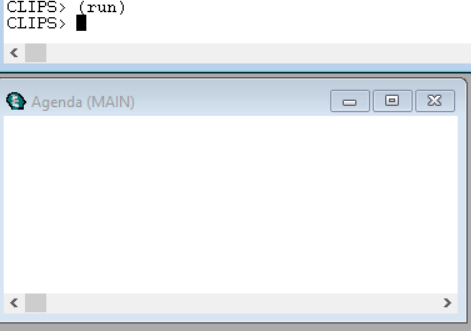 CLIPS> (run)
CLIPS>
Agenda (MAIN)